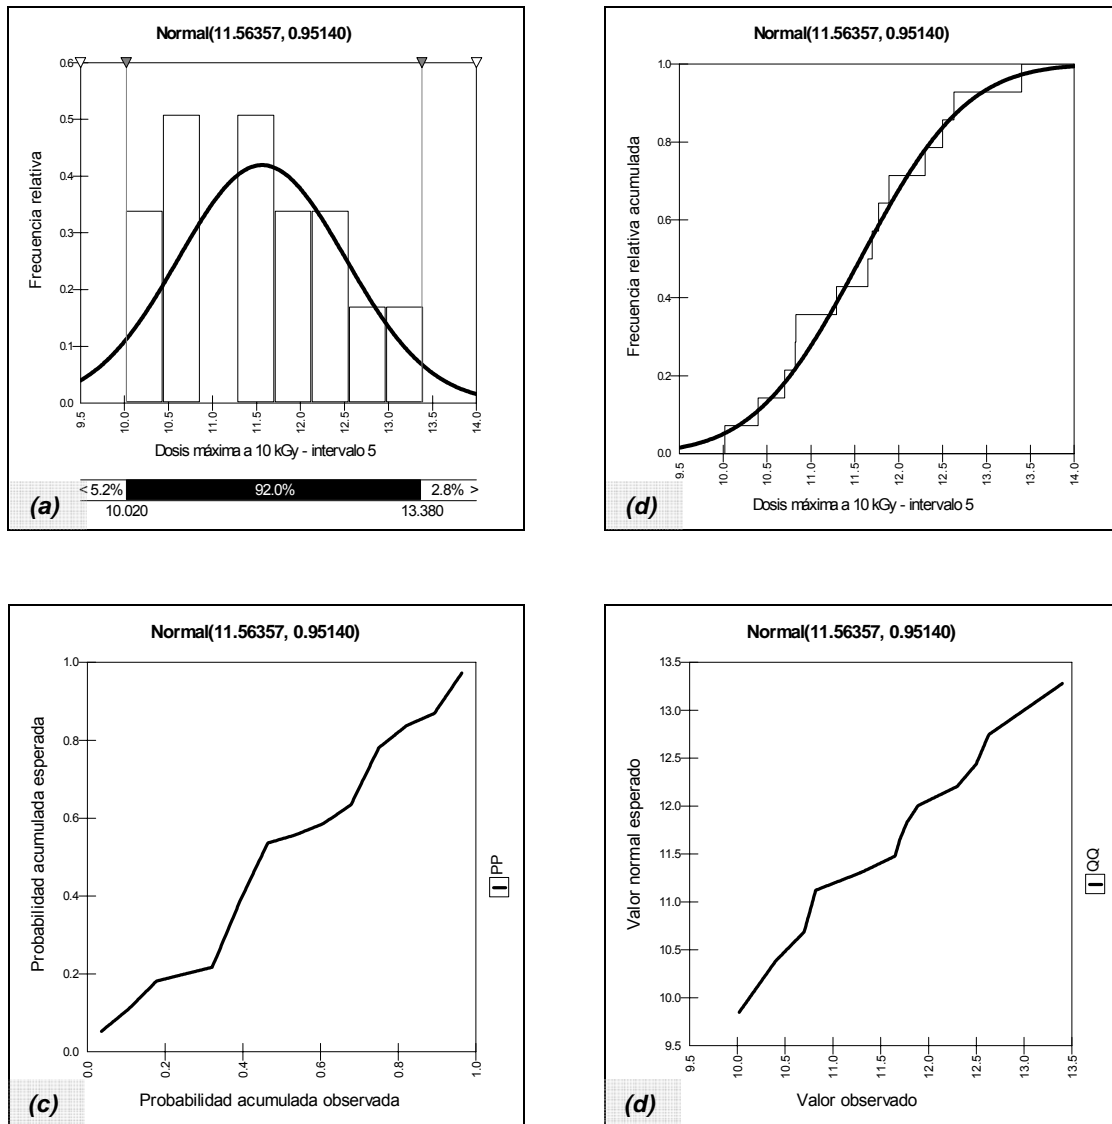 Normal(11.56357, 0.95140)
0.6
0.5
0.4
0.3
0.2
0.1
0.0
Frecuencia relativa
9.5 10.0 10.5 11.0 11.5 12.0 12.5 13.0 13.5 14.0
Dosis máxima a 10 kGy - intervalo 5
< 5.2% 92.0% 2.8% >
10.020 13.380
(a)
Normal(11.56357, 0.95140)
1.0
0.8
0.6
0.4
0.2
0.0
Frecuencia relativa acumulada
9.5 10.0 10.5 11.0 11.5 12.0 12.5 13.0 13.5 14.0
Dosis máxima a 10 kGy - intervalo 5
(d)
Normal(11.56357, 0.95140)
1.0
0.8
0.6
0.4
0.2
0.0
Probabilidad acumulada esperada
0.0 0.2 0.4 0.6 0.8 1.0
Probabilidad acumulada observada
PP
(c)
Normal(11.56357, 0.95140)
13.5
13.0
12.5
12.0
11.5
11.0
10.5
10.0
9.5
Valor normal esperado
9.5 10.0 10.5 11.0 11.5 12.0 12.5 13.0 13.5
Valor observado
QQ
(d)